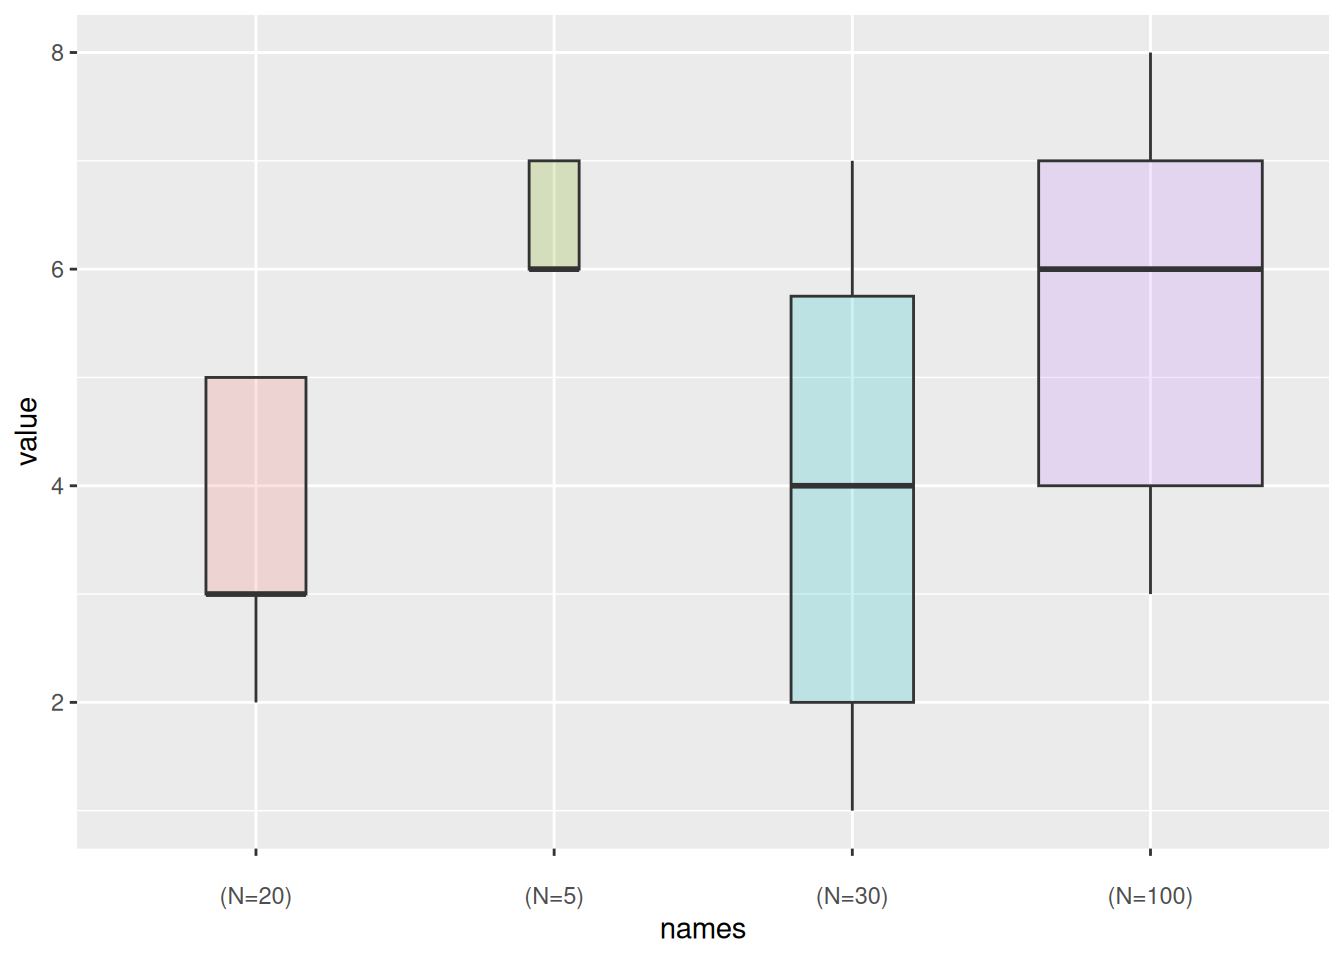 8
6
4
2
value
(N=20)
(N=5)
(N=30)
(N=100)
names